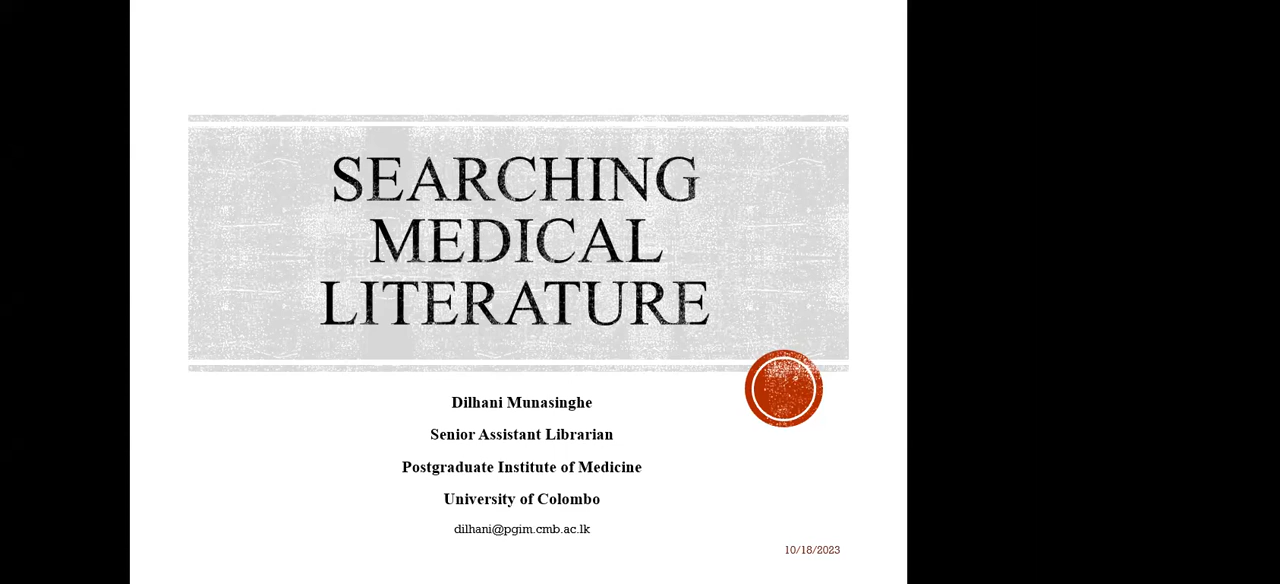 SEARCHING
MEDICAL
LITERATURE
Dilhani Munasinghe
Senior Assistant Librarian
Postgraduate Institute of Medicine
University of Colombo
dilhani@pgim.cmb.ac.lk
10/18/2023